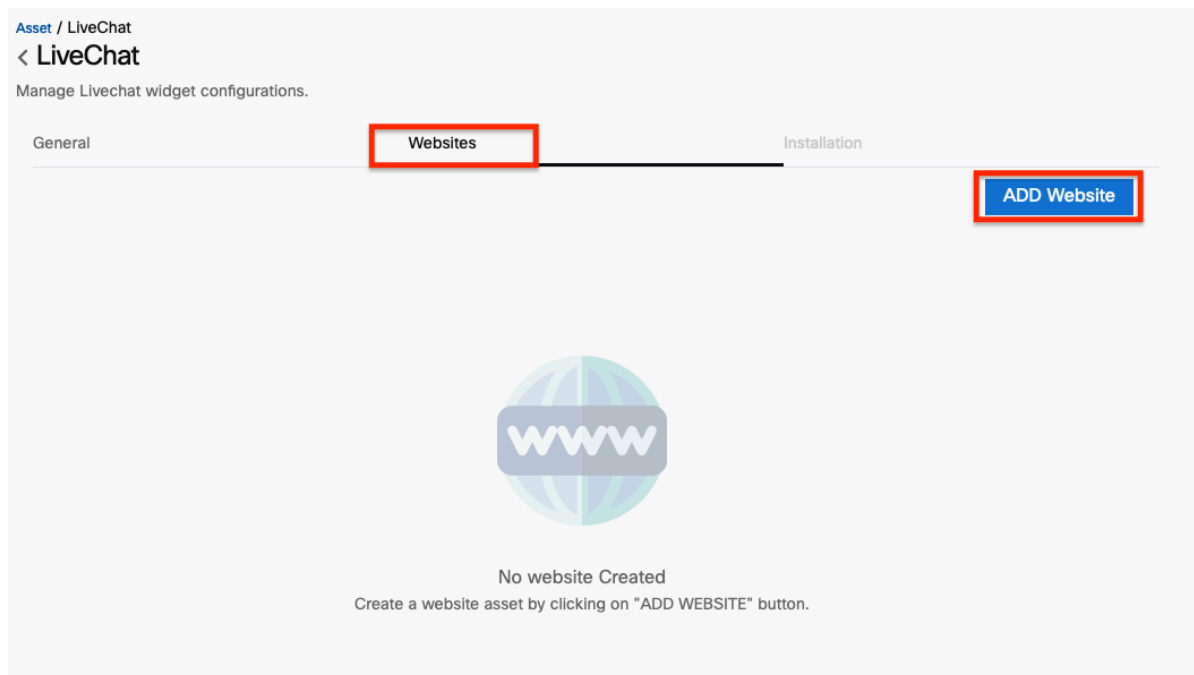 Asset / LiveChat
< LiveChat
Manage Livechat widget configurations.
General Websites Installation
ADD Website
www
No website Created
Create a website asset by clicking on "ADD WEBSITE" button.